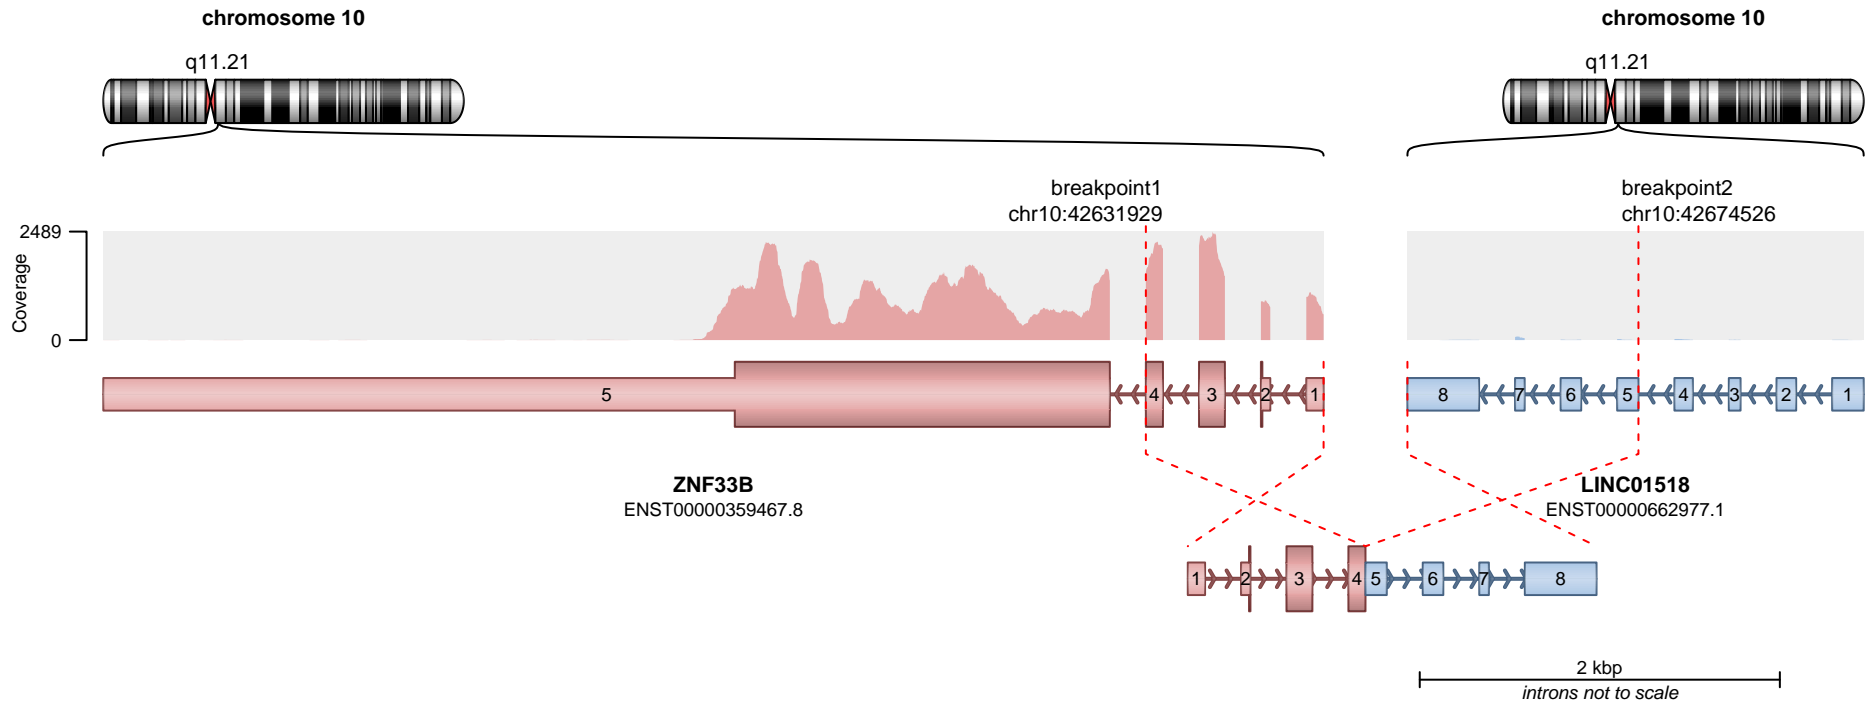 chromosome 10
chromosome 10
q11.21
q11.21
breakpoint1
chr10:42631929
breakpoint2
chr10:42674526
2489
Coverage
0
5 4 3 2 1
8 7 6 5 4 3 2 1
ZNF33B
ENST00000359467.8
LINC01518
ENST00000662977.1
1 2 3 4 5 6 7 8
2 kbp
introns not to scale